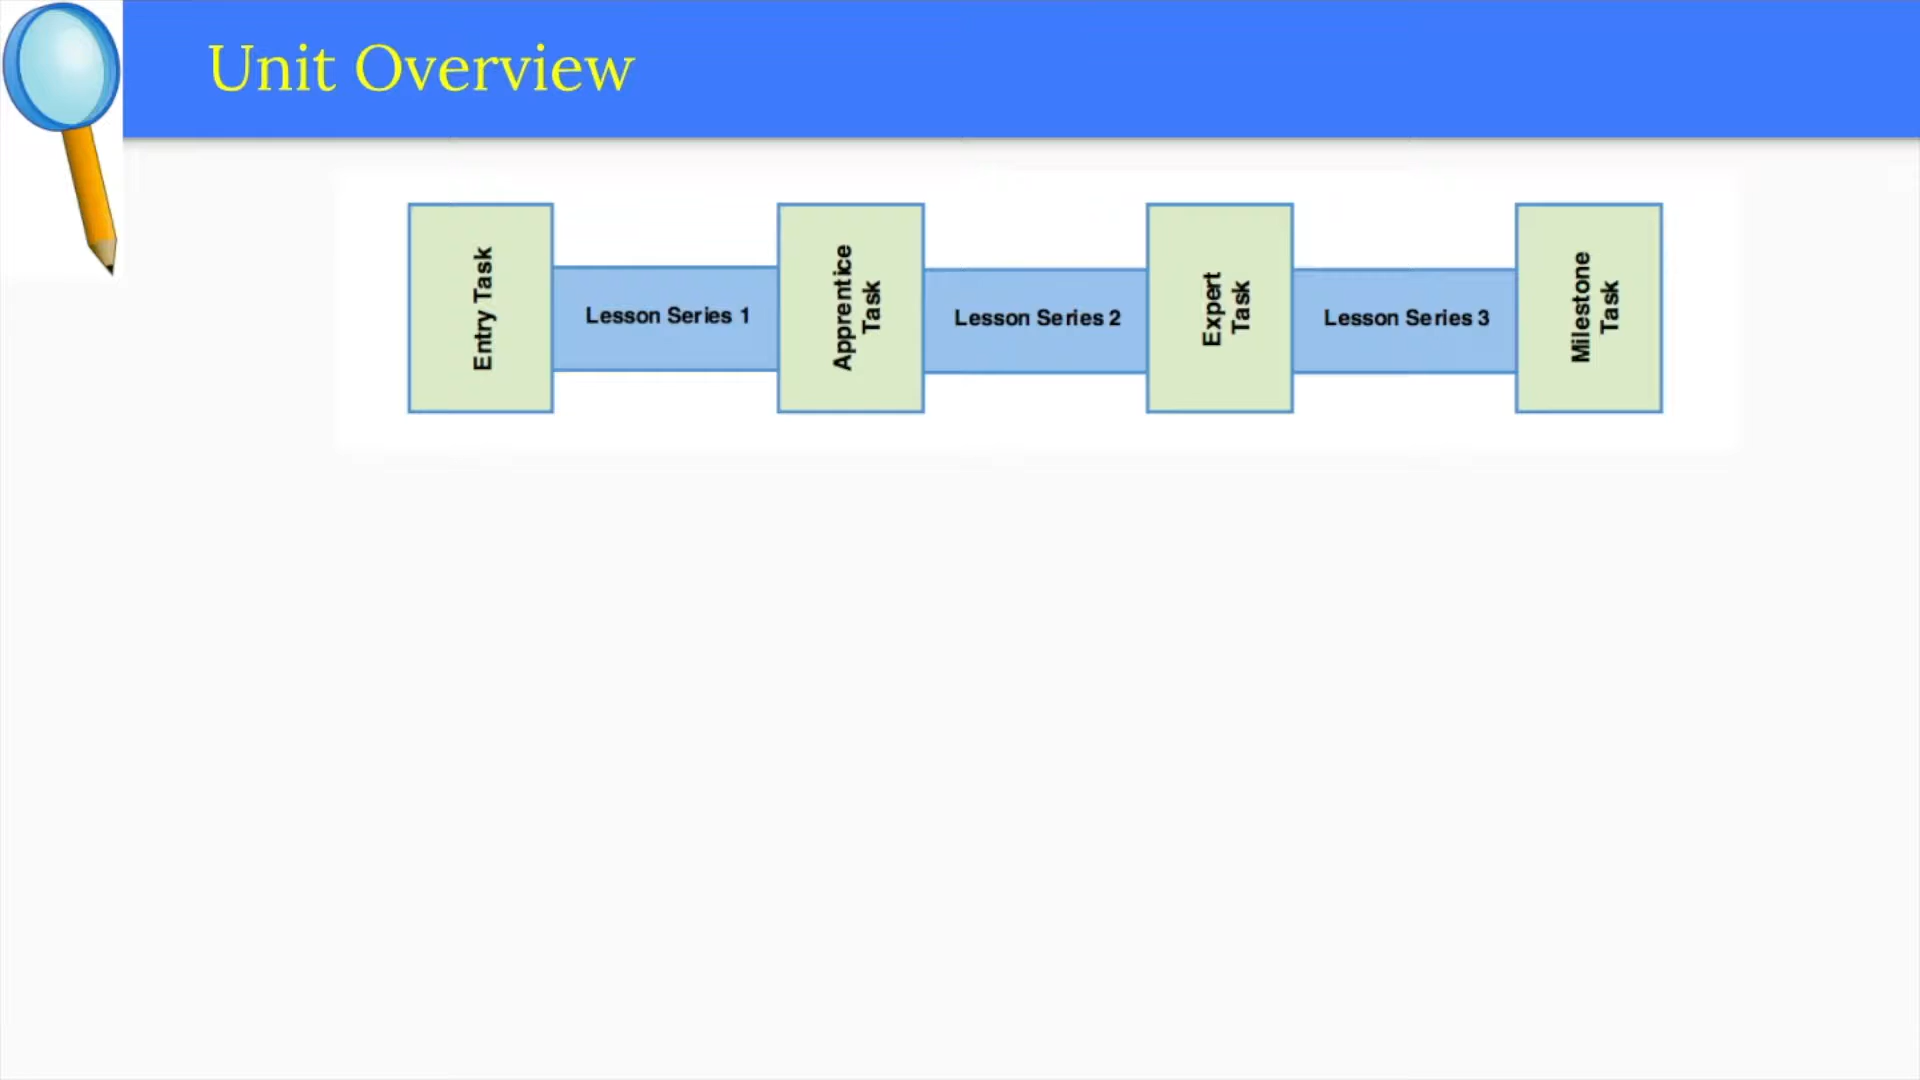 Unit Overview
Entry Task
Lesson Series 1
Apprentice
Task
Lesson Series 2
Expert
Task
Lesson Series 3
Milestone
Task